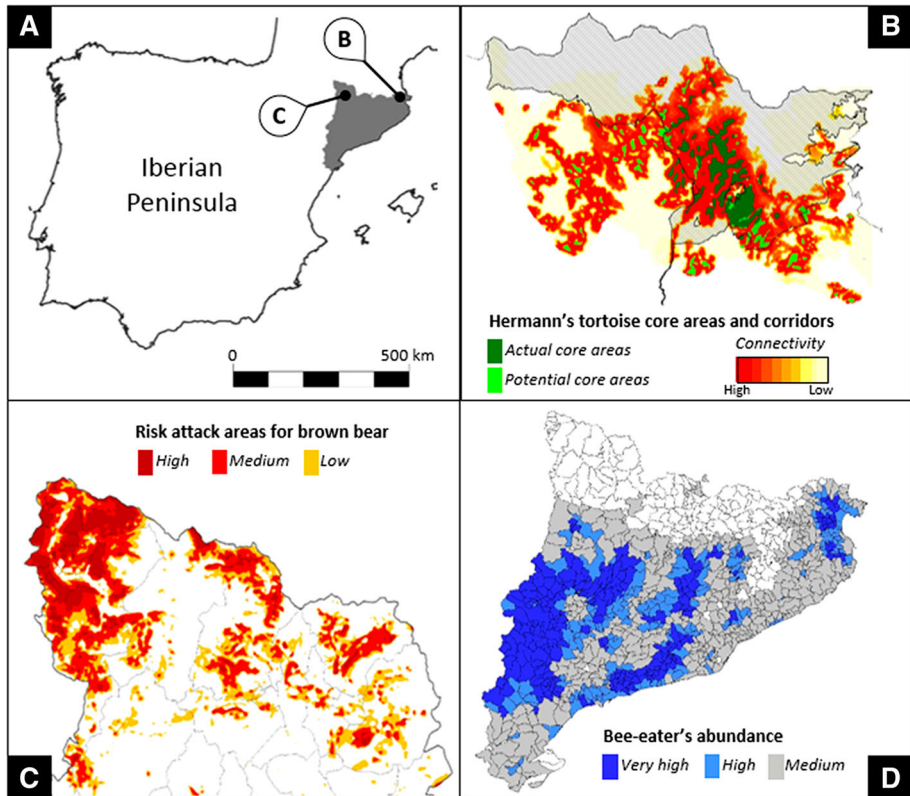 A
B
C
Iberian
Peninsula
0 500 km
B
Hermann's tortoise core areas and corridors
Actual core areas
Potential core areas
Connectivity
High Low
Risk attack areas for brown bear
High Medium Low
C
Bee-eater's abundance
Very high High Medium
D